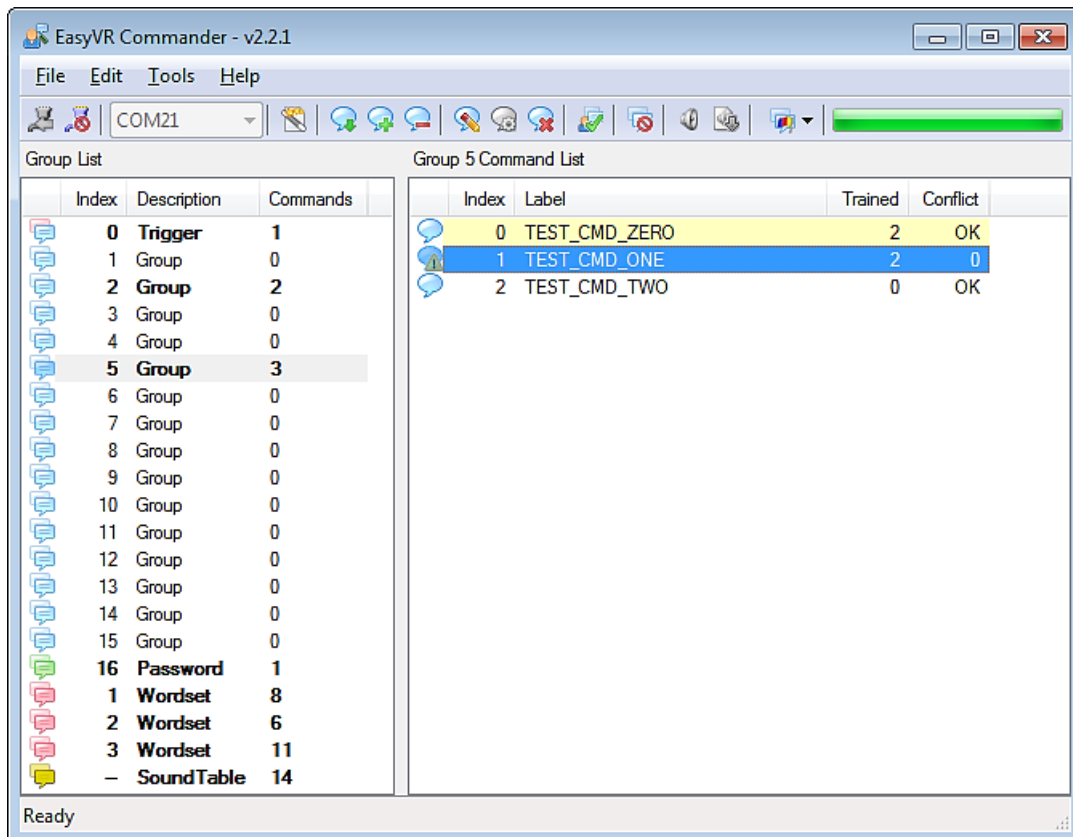 EasyVR Commander - v2.2.1
File Edit Tools Help
COM21
Group List
Index Description Commands
0 Trigger 1
1 Group 0
2 Group 2
3 Group 0
4 Group 0
5 Group 3
6 Group 0
7 Group 0
8 Group 0
9 Group 0
10 Group 0
11 Group 0
12 Group 0
13 Group 0
14 Group 0
15 Group 0
16 Password 1
1 Wordset 8
2 Wordset 6
3 Wordset 11
– SoundTable 14
Group 5 Command List
Index Label Trained Conflict
0 TEST_CMD_ZERO 2 OK
1 TEST_CMD_ONE 2 0
2 TEST_CMD_TWO 0 OK
Ready